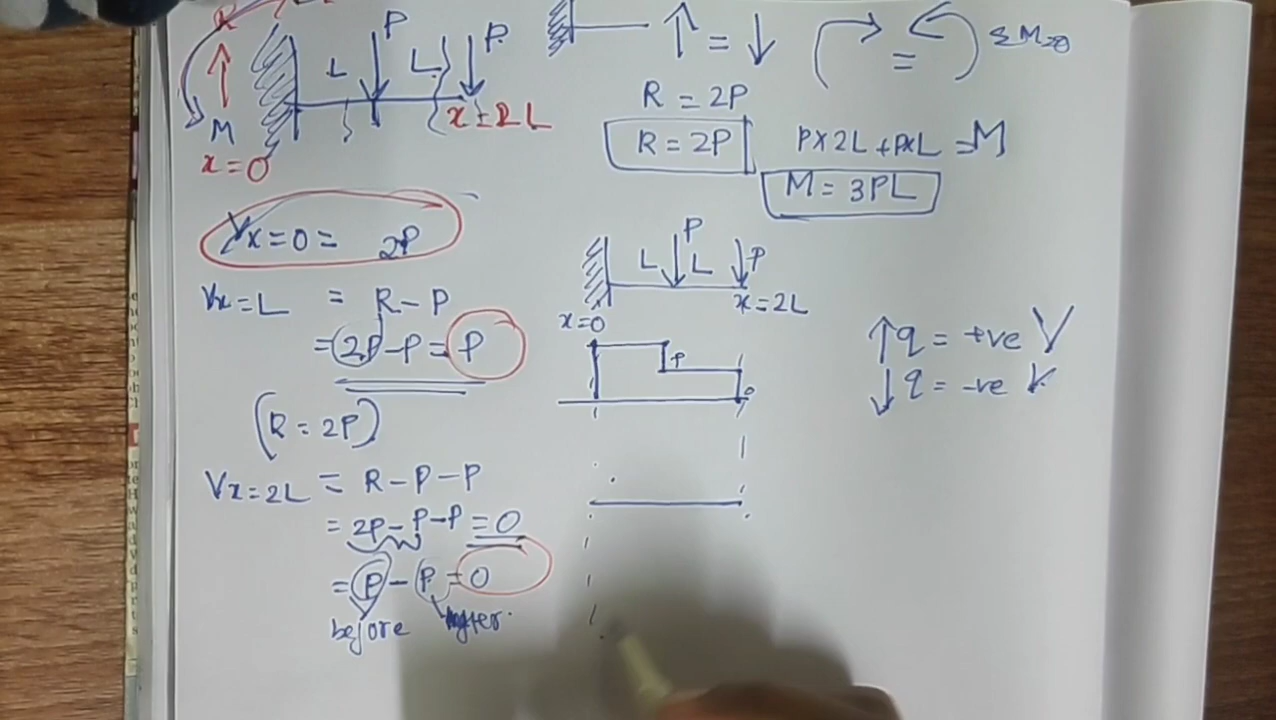 P P
L L
M
x = 2L
x = 0
↑ = ↓ = ΣM=0
R = 2P
R = 2P
P×2L + P×L = M
M = 3PL
Vx=0 = 2P
Vx=L = R - P
= 2P - P = P
(R = 2P)
Vx=2L = R - P - P
= 2P - P - P = 0
= P - P = 0
before after.
P
L L P
x=0 x=2L
P
0
↑q = +ve V
↓q = -ve V